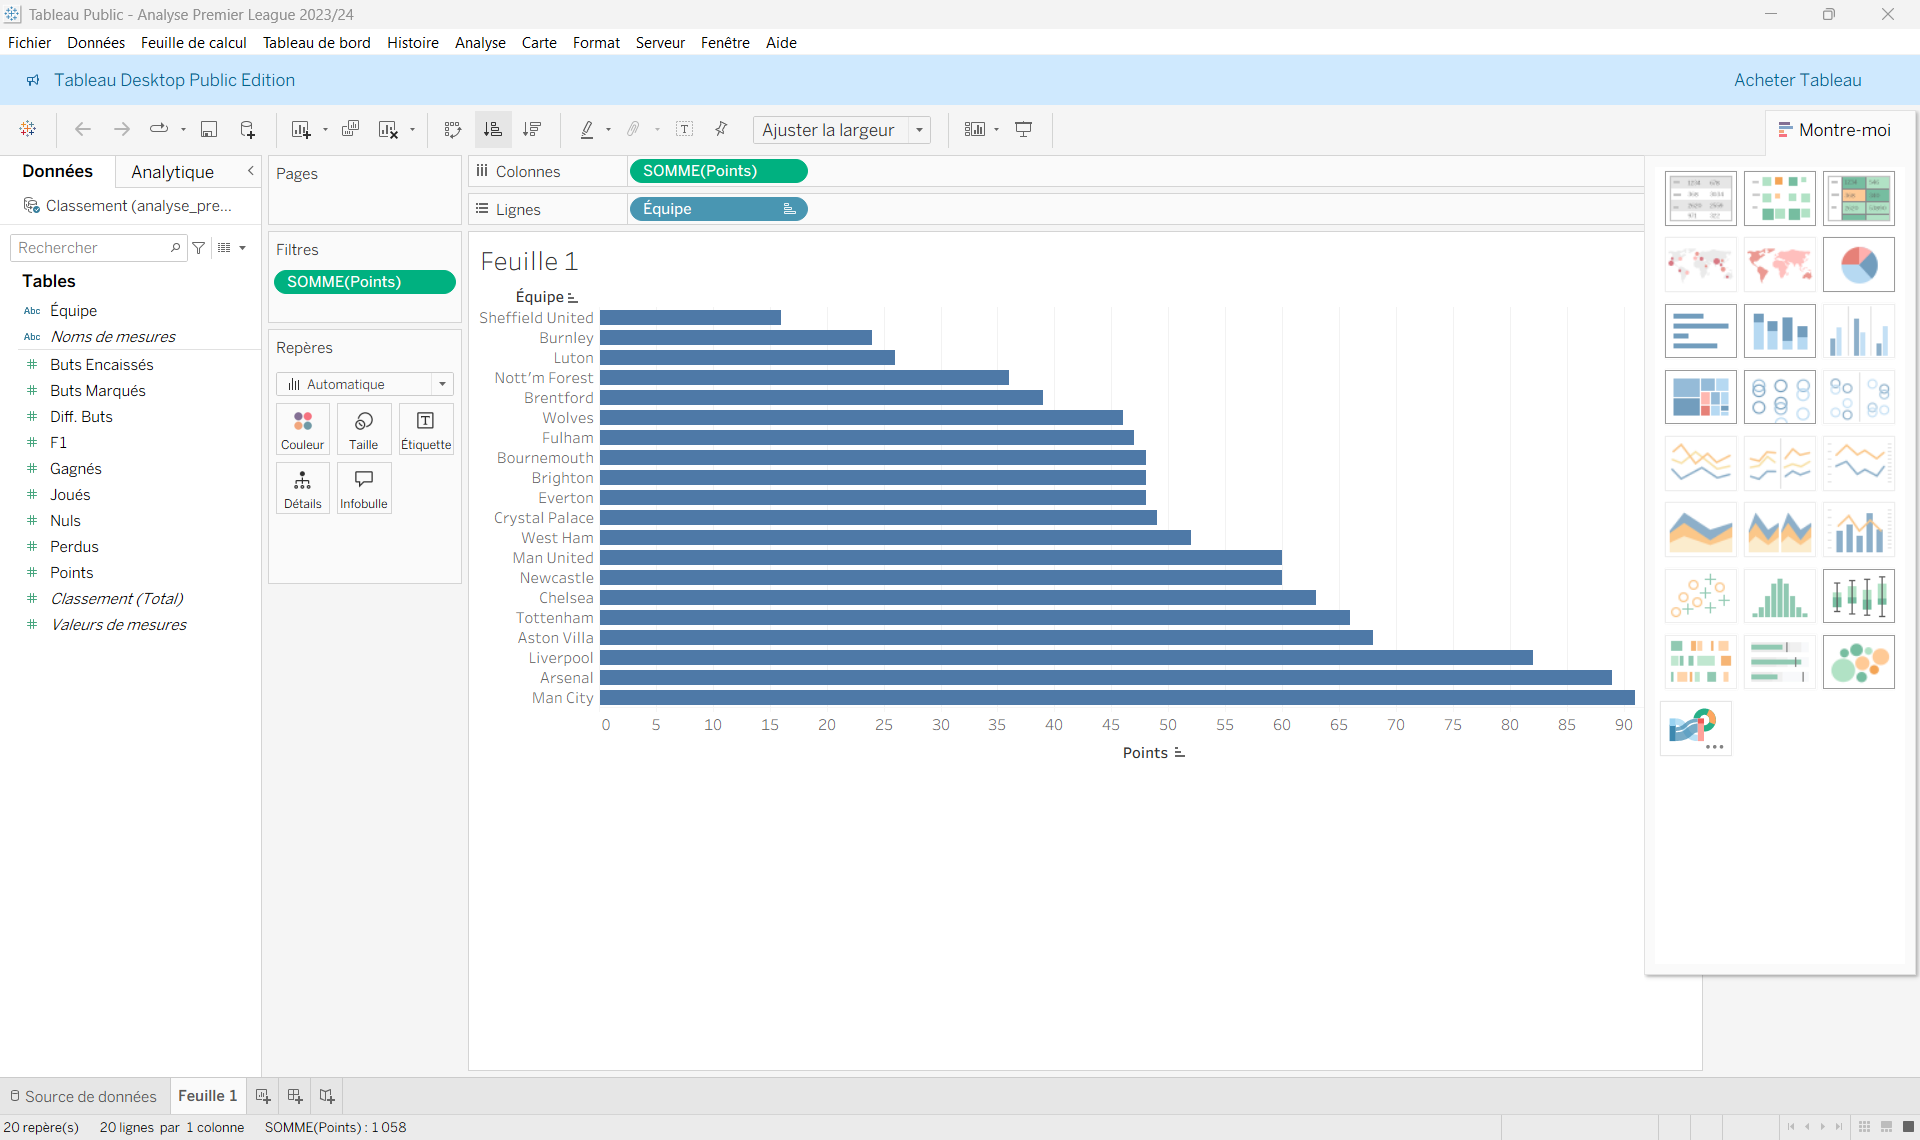 Tableau Public - Analyse Premier League 2023/24
Fichier Données Feuille de calcul Tableau de bord Histoire Analyse Carte Format Serveur Fenêtre Aide
Tableau Desktop Public Edition
Acheter Tableau
Ajuster la largeur
Montre-moi
Données
Analytique
Classement (analyse_pre...
Rechercher
Tables
Abc Équipe
Abc Noms de mesures
# Buts Encaissés
# Buts Marqués
# Diff. Buts
# F1
# Gagnés
# Joués
# Nuls
# Perdus
# Points
# Classement (Total)
# Valeurs de mesures
Pages
Filtres
SOMME(Points)
Repères
Automatique
Couleur
Taille
Étiquette
Détails
Infobulle
Colonnes
SOMME(Points)
Lignes
Équipe
Feuille 1
Équipe
Sheffield United
Burnley
Luton
Nott'm Forest
Brentford
Wolves
Fulham
Bournemouth
Brighton
Everton
Crystal Palace
West Ham
Man United
Newcastle
Chelsea
Tottenham
Aston Villa
Liverpool
Arsenal
Man City
0 5 10 15 20 25 30 35 40 45 50 55 60 65 70 75 80 85 90
Points
Source de données
Feuille 1
20 repère(s)
20 lignes par 1 colonne
SOMME(Points) : 1 058